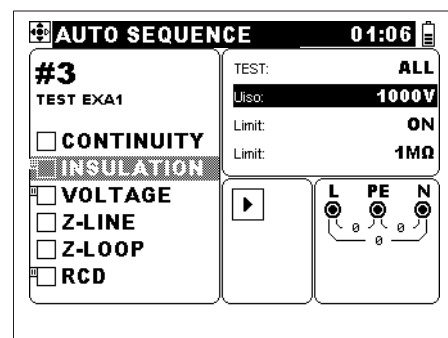 AUTO SEQUENCE 01:06
#3
TEST EXA1
CONTINUITY
INSULATION
VOLTAGE
Z-LINE
Z-LOOP
RCD
TEST: ALL
Uiso: 1000V
Limit: ON
Limit: 1MΩ
L PE N
0 0
0